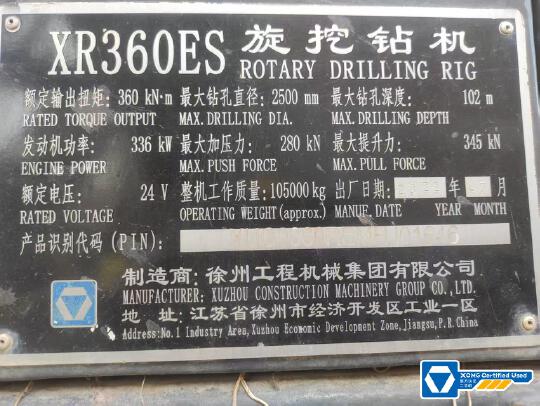 XR360ES 旋挖钻机
ROTARY DRILLING RIG
额定输出扭矩: 360 kN·m 最大钻孔直径: 2500 mm 最大钻孔深度: 102 m
RATED TORQUE OUTPUT MAX.DRILLING DIA. MAX.DRILLING DEPTH
发动机功率: 336 kW 最大加压力: 280 kN 最大提升力: 345 kN
ENGINE POWER MAX.PUSH FORCE MAX.PULL FORCE
额定电压: 24 V 整机工作质量: 105000 kg 出厂日期: 年 月
RATED VOLTAGE OPERATING WEIGHT(approx.) MANUF.DATE YEAR MONTH
产品识别代码 (PIN):
制造商: 徐州工程机械集团有限公司
MANUFACTURER: XUZHOU CONSTRUCTION MACHINERY GROUP CO.,LTD.
地 址: 江苏省徐州市经济开发区工业一区
Address:No.1 Industry Area,Xuzhou Economic Development Zone,Jiangsu,P.R.China
XCMG Certified Used